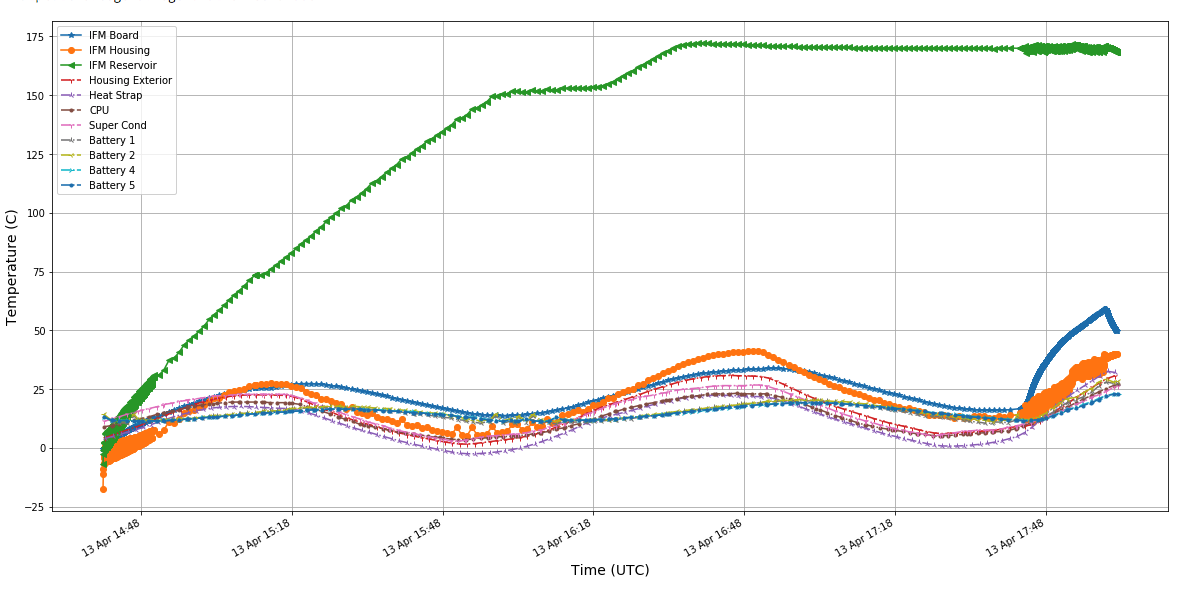 IFM Board
IFM Housing
IFM Reservoir
Housing Exterior
Heat Strap
CPU
Super Cond
Battery 1
Battery 2
Battery 4
Battery 5
175
150
125
100
75
50
25
0
−25
Temperature (C)
13 Apr 14:48
13 Apr 15:18
13 Apr 15:48
13 Apr 16:18
13 Apr 16:48
13 Apr 17:18
13 Apr 17:48
Time (UTC)